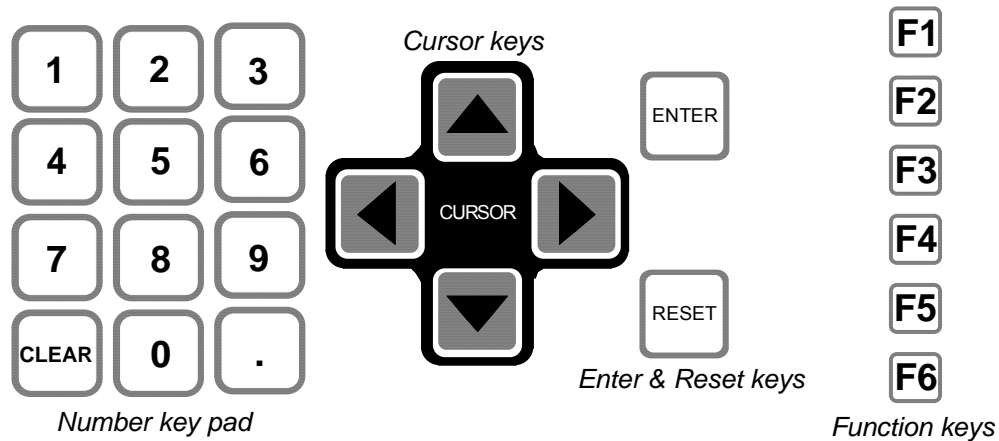 1 2 3
4 5 6
7 8 9
CLEAR 0 .
Number key pad
Cursor keys
CURSOR
ENTER
RESET
Enter & Reset keys
F1
F2
F3
F4
F5
F6
Function keys